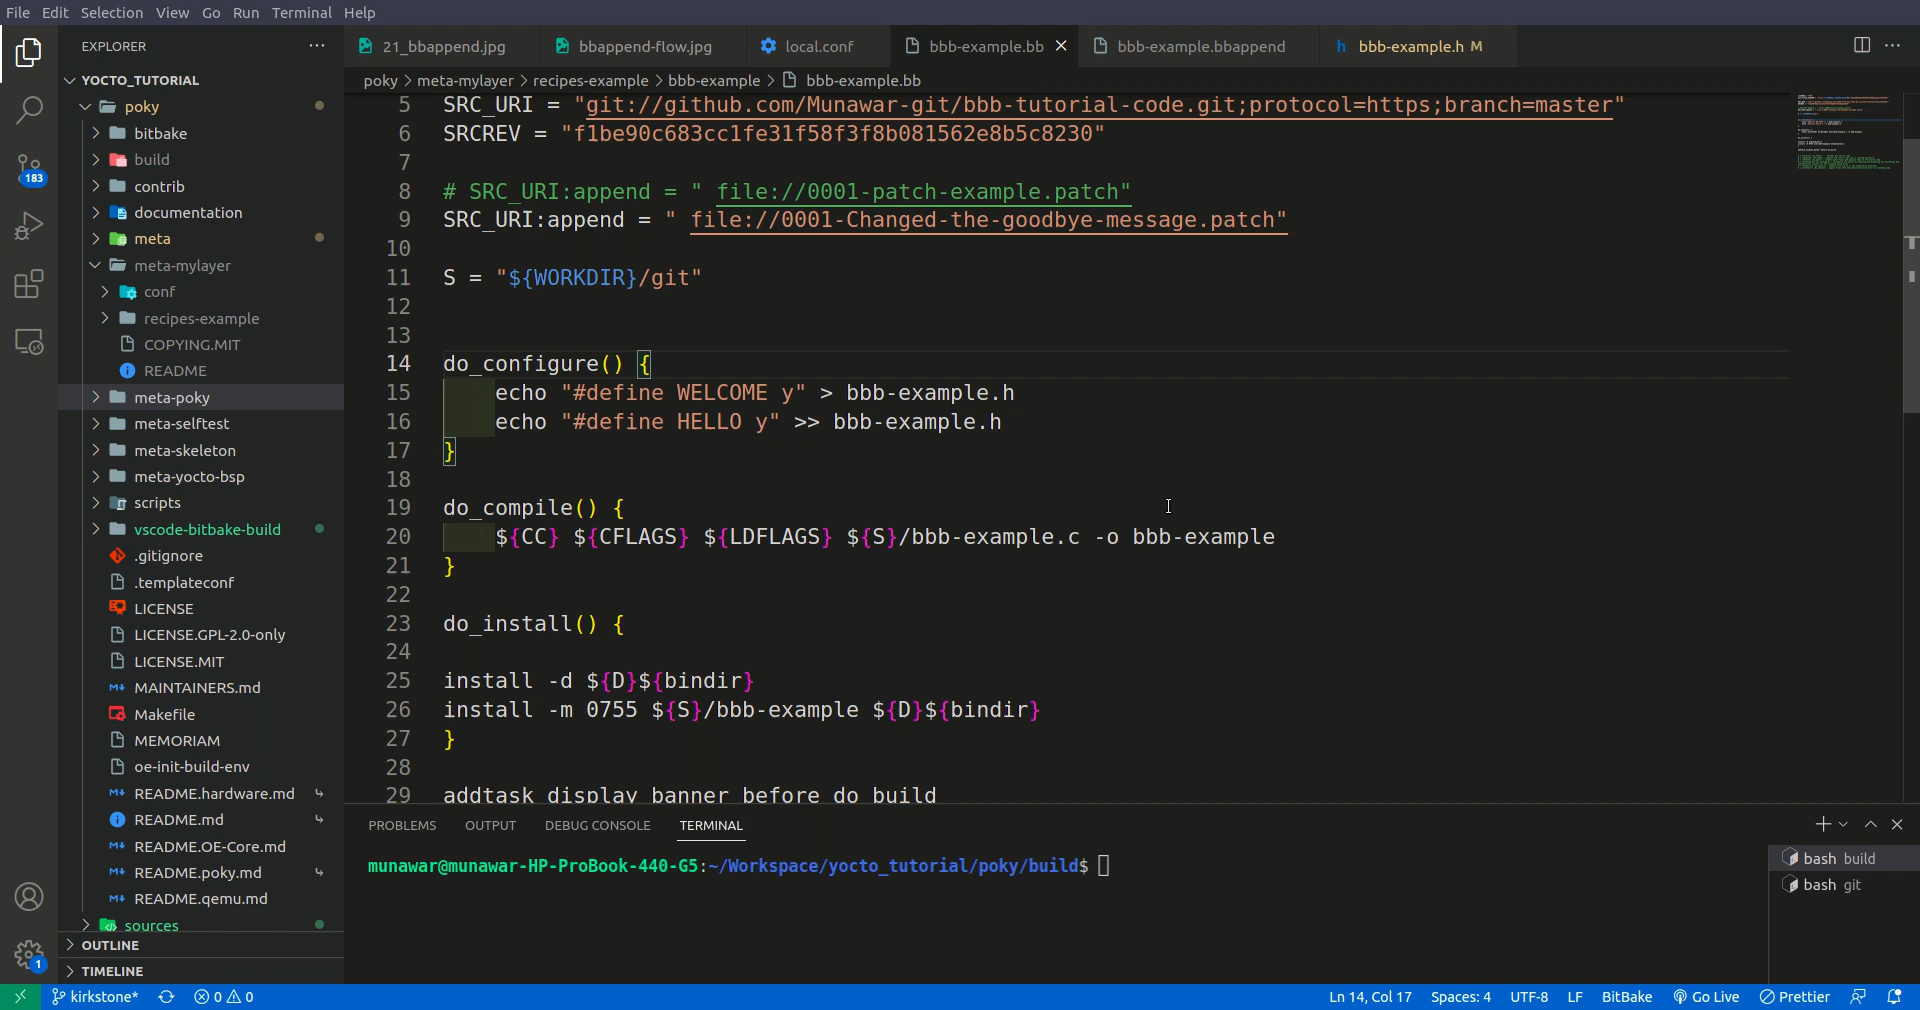 File Edit Selection View Go Run Terminal Help
EXPLORER
21_bbappend.jpg
bbappend-flow.jpg
local.conf
bbb-example.bb
bbb-example.bbappend
h bbb-example.h M
YOCTO_TUTORIAL
poky
bitbake
build
contrib
documentation
meta
meta-mylayer
conf
recipes-example
COPYING.MIT
README
meta-poky
meta-selftest
meta-skeleton
meta-yocto-bsp
scripts
vscode-bitbake-build
.gitignore
.templateconf
LICENSE
LICENSE.GPL-2.0-only
LICENSE.MIT
MAINTAINERS.md
Makefile
MEMORIAM
oe-init-build-env
README.hardware.md
README.md
README.OE-Core.md
README.poky.md
README.qemu.md
sources
OUTLINE
TIMELINE
183
1
poky > meta-mylayer > recipes-example > bbb-example > bbb-example.bb
5 SRC_URI = "git://github.com/Munawar-git/bbb-tutorial-code.git;protocol=https;branch=master"
6 SRCREV = "f1be90c683cc1fe31f58f3f8b081562e8b5c8230"
7
8 # SRC_URI:append = " file://0001-patch-example.patch"
9 SRC_URI:append = " file://0001-Changed-the-goodbye-message.patch"
10
11 S = "${WORKDIR}/git"
12
13
14 do_configure() {
15 echo "#define WELCOME y" > bbb-example.h
16 echo "#define HELLO y" >> bbb-example.h
17 }
18
19 do_compile() {
20 ${CC} ${CFLAGS} ${LDFLAGS} ${S}/bbb-example.c -o bbb-example
21 }
22
23 do_install() {
24
25 install -d ${D}${bindir}
26 install -m 0755 ${S}/bbb-example ${D}${bindir}
27 }
28
29 addtask display_banner before do_build
PROBLEMS OUTPUT DEBUG CONSOLE TERMINAL
munawar@munawar-HP-ProBook-440-G5:~/Workspace/yocto_tutorial/poky/build$
bash build
bash git
kirkstone* 0 0 Ln 14, Col 17 Spaces: 4 UTF-8 LF BitBake Go Live Prettier